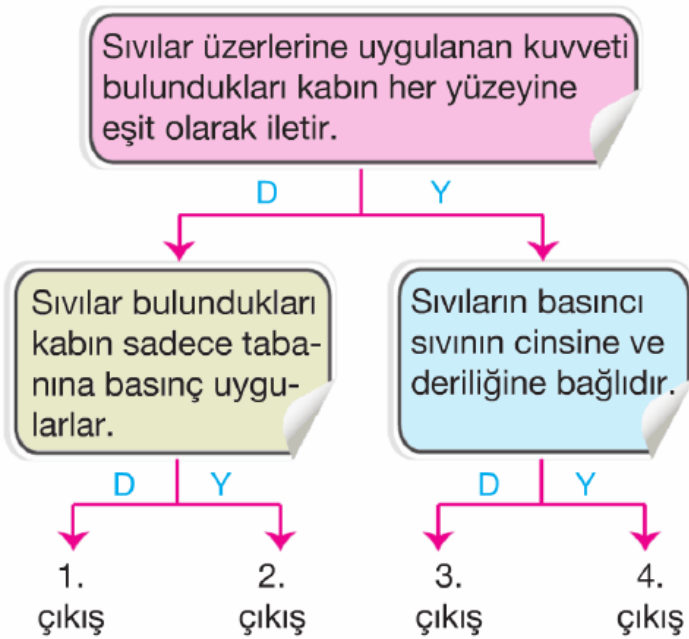 Sıvılar üzerlerine uygulanan kuvveti
bulundukları kabın her yüzeyine
eşit olarak iletir.
D
Y
Sıvılar bulundukları
kabın sadece taba-
nına basınç uygu-
larlar.
Sıvıların basıncı
sıvının cinsine ve
deriliğine bağlıdır.
D
Y
D
Y
1.
çıkış
2.
çıkış
3.
çıkış
4.
çıkış